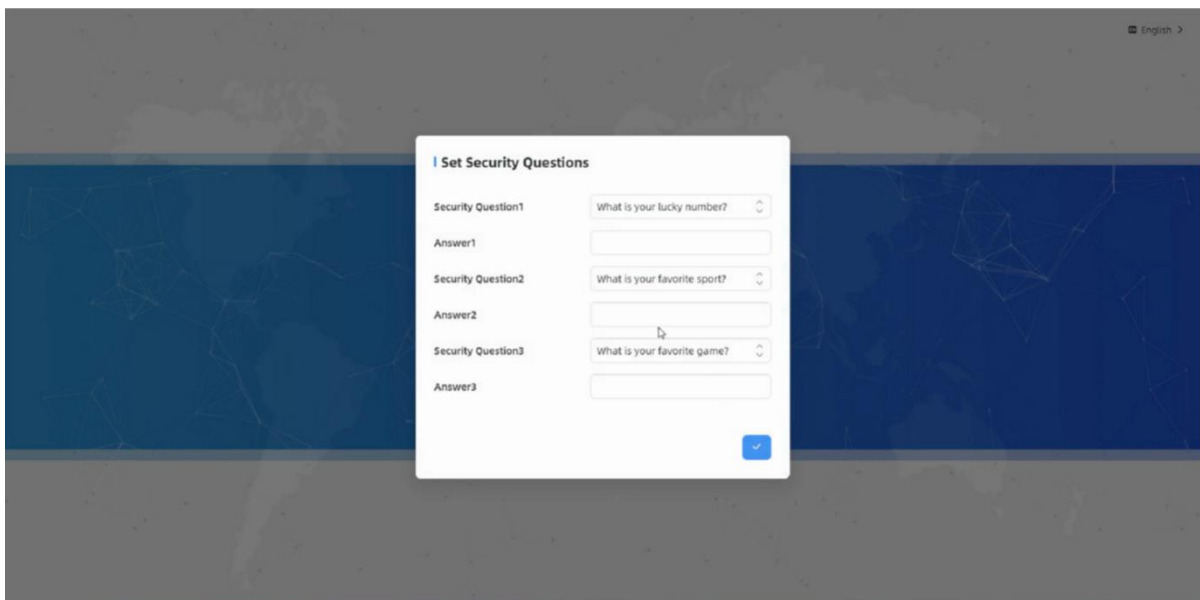 English >
Set Security Questions
Security Question1 What is your lucky number?
Answer1
Security Question2 What is your favorite sport?
Answer2
Security Question3 What is your favorite game?
Answer3